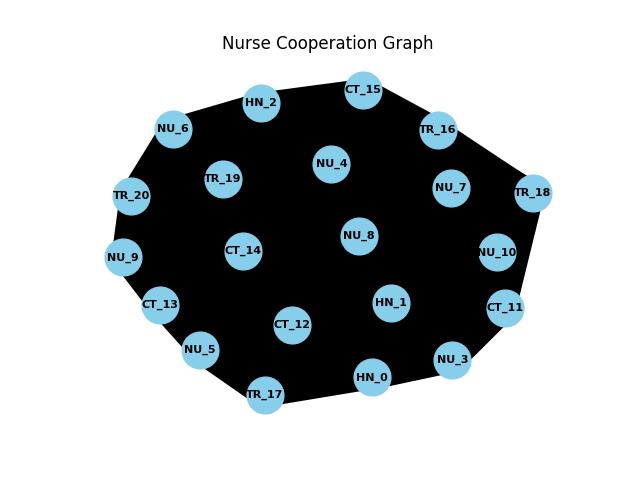 Nurse Cooperation Graph
CT_15
HN_2
NU_6
TR_16
NU_4
TR_19
NU_7
TR_18
TR_20
NU_8
CT_14
NU_10
NU_9
HN_1
CT_13
CT_11
CT_12
NU_5
NU_3
HN_0
TR_17